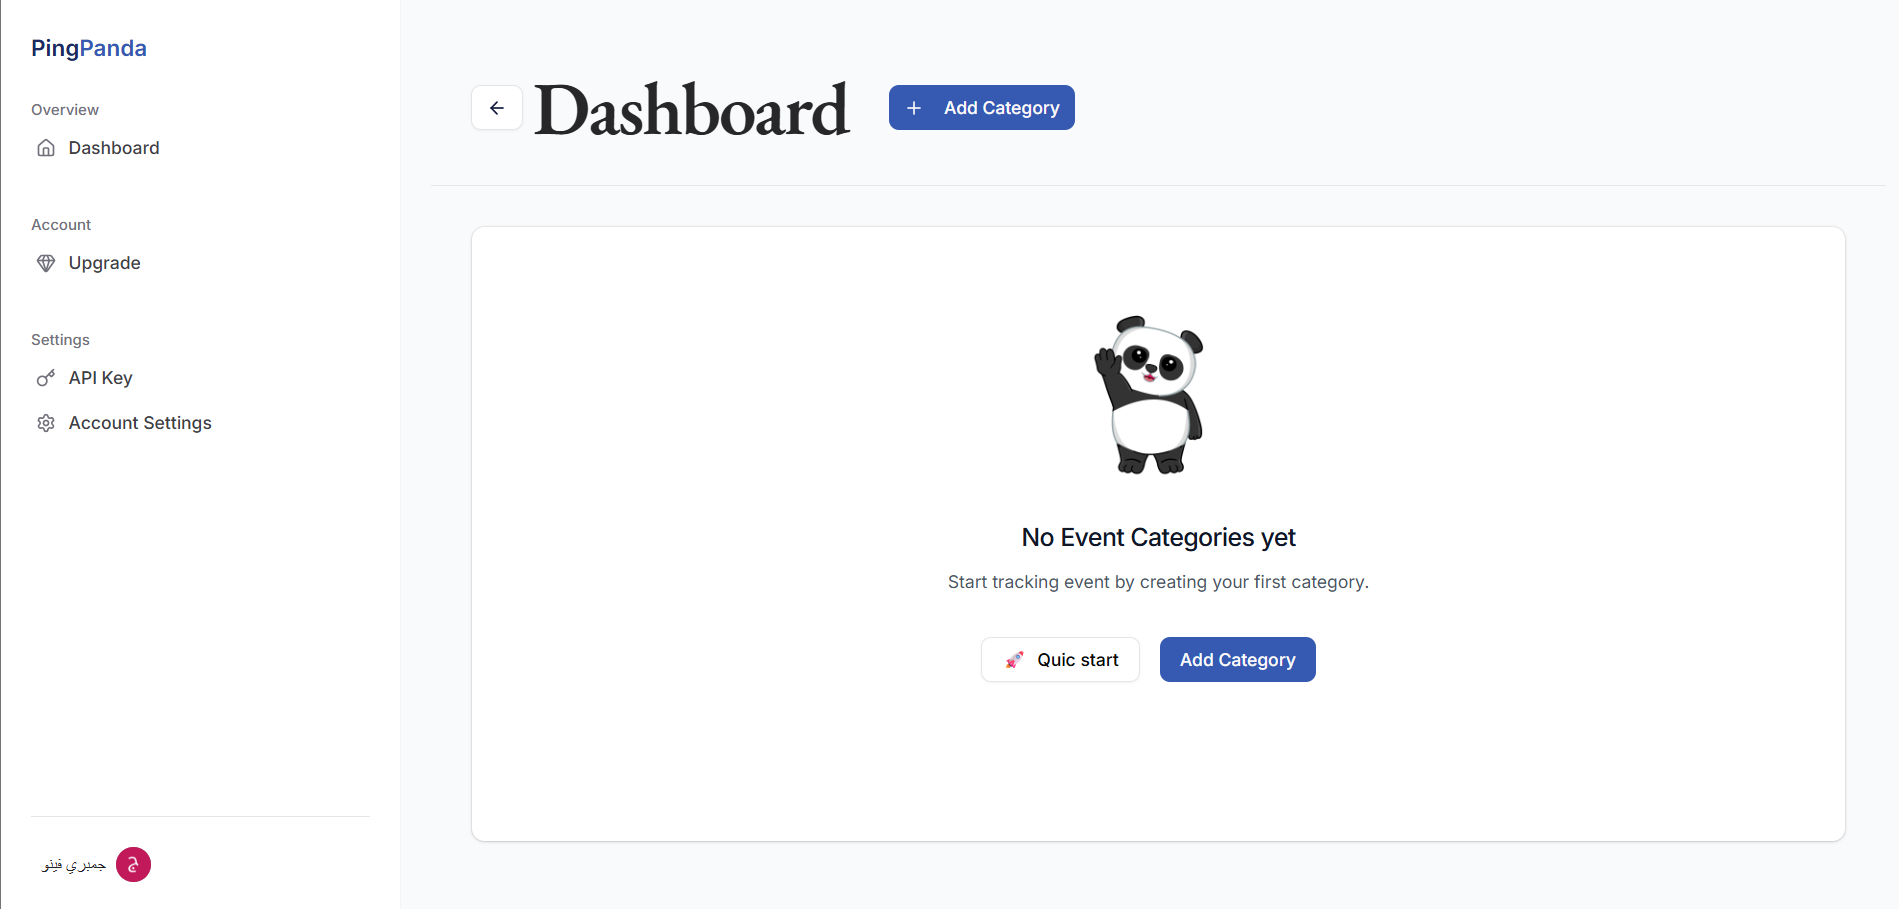 PingPanda
Overview
Dashboard
Account
Upgrade
Settings
API Key
Account Settings
جمبري فينو
ج
Dashboard
Add Category
No Event Categories yet
Start tracking event by creating your first category.
🚀 Quic start
Add Category